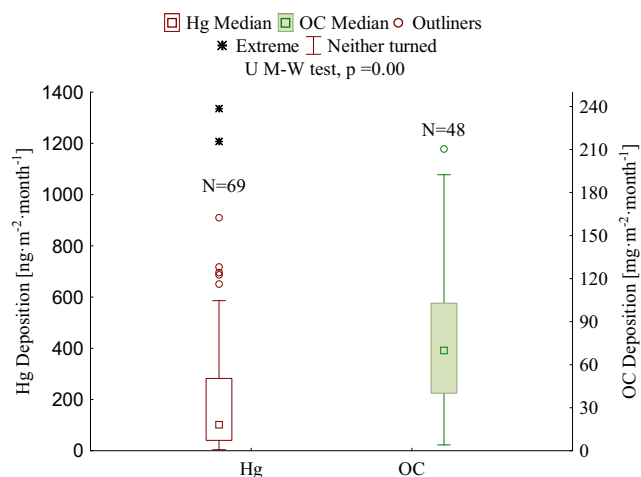 Hg Median OC Median Outliners
Extreme Neither turned
U M-W test, p =0.00
Hg Deposition [ng·m-2·month-1]
1400
1200
1000
800
600
400
200
0
N=69
N=48
240
210
180
150
120
90
60
30
0
OC Deposition [mg·m-2·month-1]
Hg OC